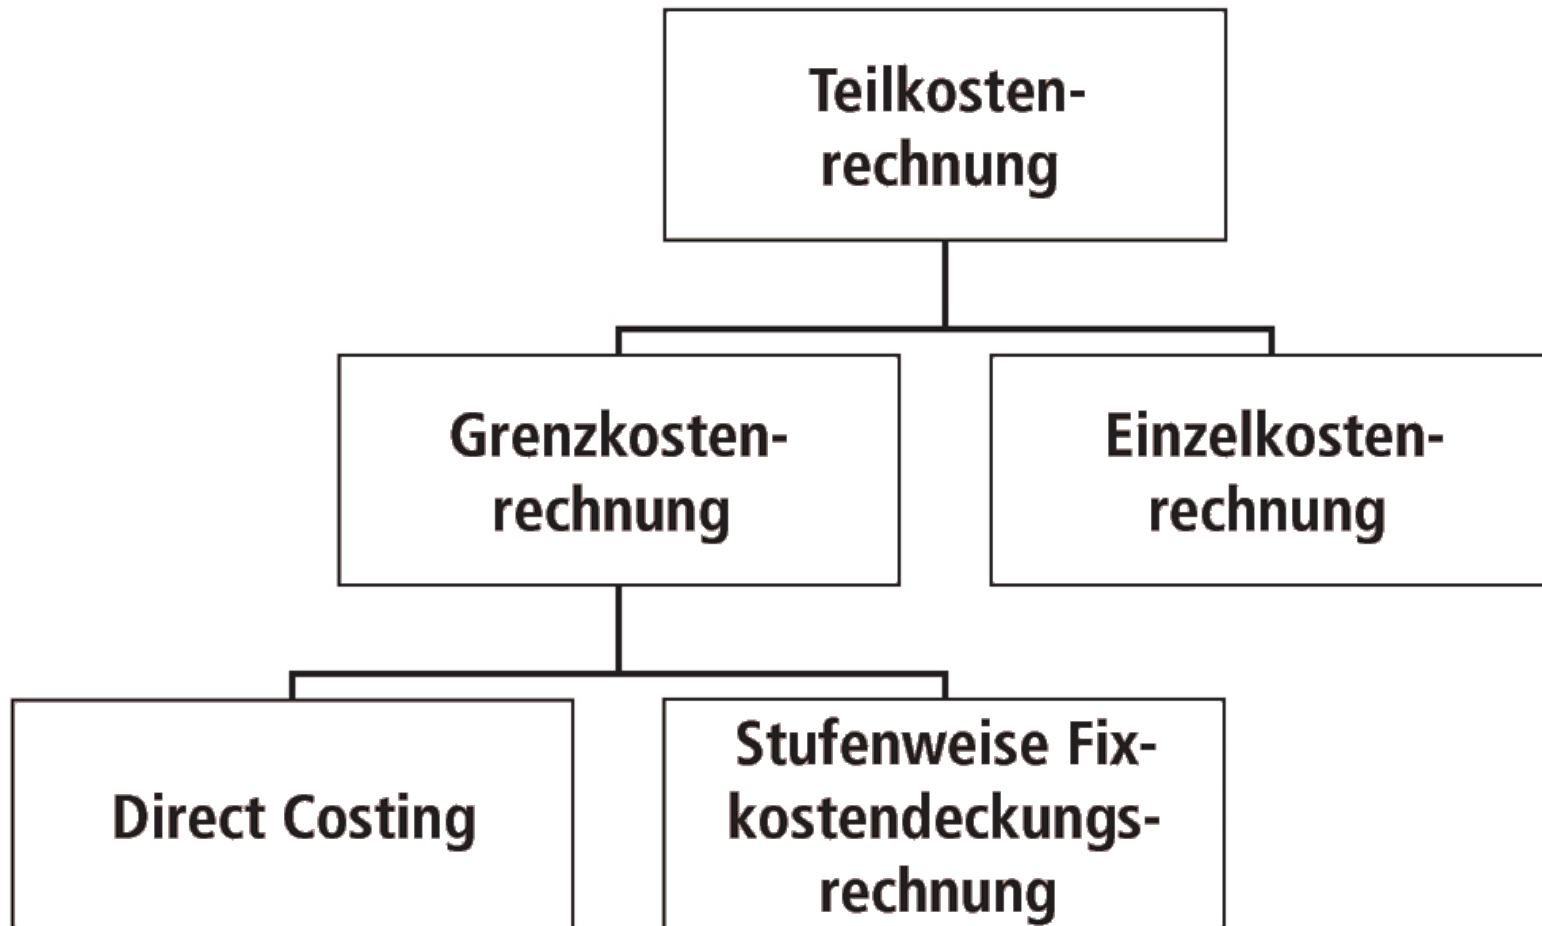 Teilkosten-
rechnung
Grenzkosten-
rechnung
Einzelkosten-
rechnung
Direct Costing
Stufenweise Fix-
kostendeckungs-
rechnung